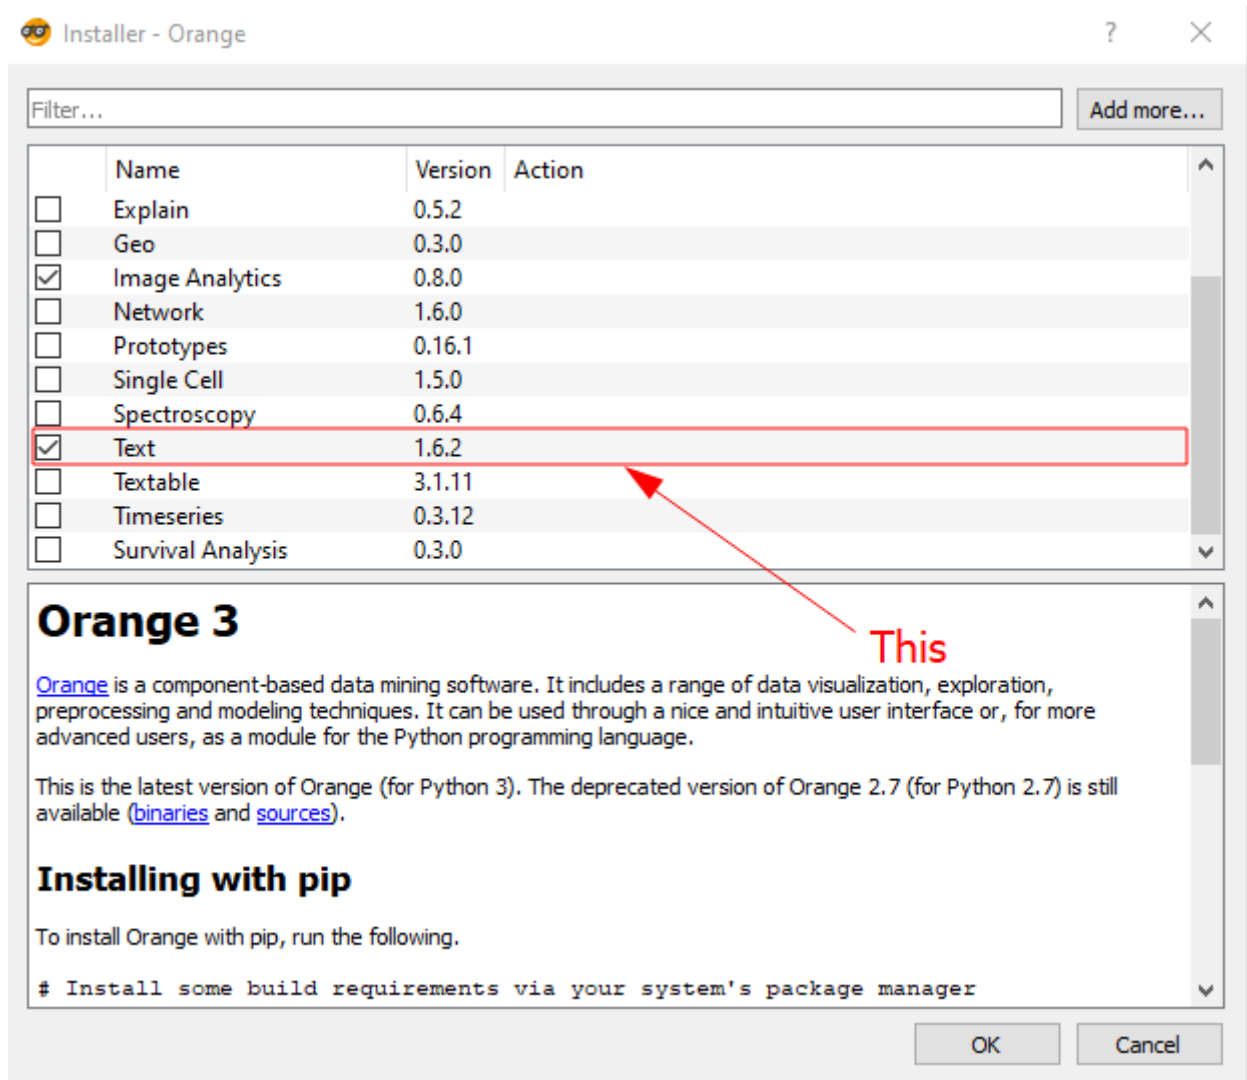 Installer - Orange
Filter...
Add more...
Name Version Action
Explain 0.5.2
Geo 0.3.0
Image Analytics 0.8.0
Network 1.6.0
Prototypes 0.16.1
Single Cell 1.5.0
Spectroscopy 0.6.4
Text 1.6.2
Textable 3.1.11
Timeseries 0.3.12
Survival Analysis 0.3.0
This
Orange 3
Orange is a component-based data mining software. It includes a range of data visualization, exploration,
preprocessing and modeling techniques. It can be used through a nice and intuitive user interface or, for more
advanced users, as a module for the Python programming language.
This is the latest version of Orange (for Python 3). The deprecated version of Orange 2.7 (for Python 2.7) is still
available (binaries and sources).
Installing with pip
To install Orange with pip, run the following.
# Install some build requirements via your system's package manager
OK
Cancel